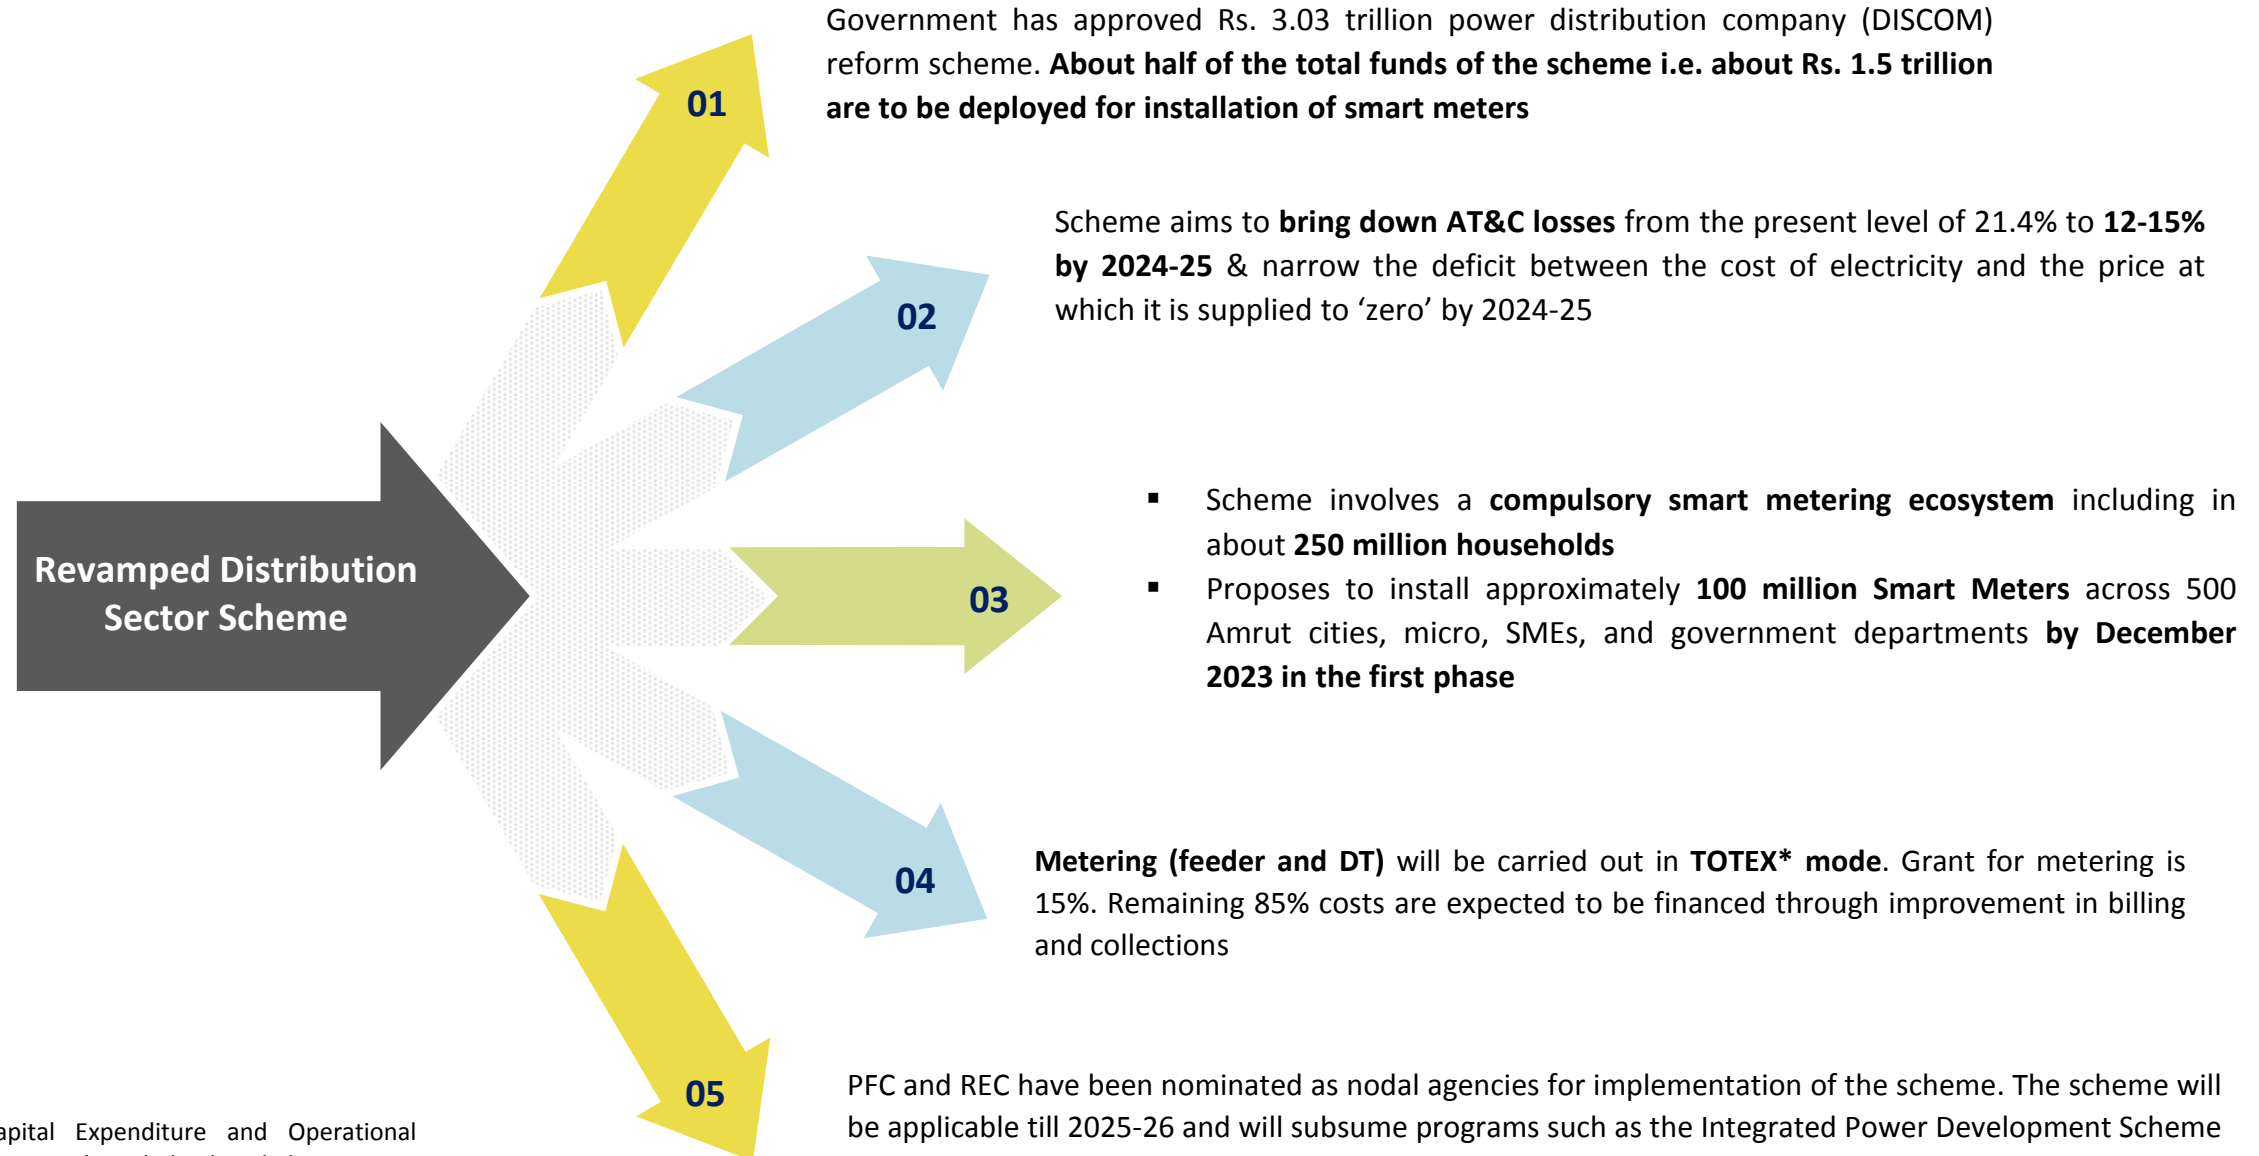 Government has approved Rs. 3.03 trillion power distribution company (DISCOM)
reform scheme. About half of the total funds of the scheme i.e. about Rs. 1.5 trillion
are to be deployed for installation of smart meters
01
Scheme aims to bring down AT&C losses from the present level of 21.4% to 12-15%
by 2024-25 & narrow the deficit between the cost of electricity and the price at
which it is supplied to ‘zero’ by 2024-25
02
Revamped Distribution
Sector Scheme
▪ Scheme involves a compulsory smart metering ecosystem including in
about 250 million households
▪ Proposes to install approximately 100 million Smart Meters across 500
Amrut cities, micro, SMEs, and government departments by December
2023 in the first phase
03
Metering (feeder and DT) will be carried out in TOTEX* mode. Grant for metering is
15%. Remaining 85% costs are expected to be financed through improvement in billing
and collections
04
PFC and REC have been nominated as nodal agencies for implementation of the scheme. The scheme will
be applicable till 2025-26 and will subsume programs such as the Integrated Power Development Scheme
05
apital Expenditure and Operational